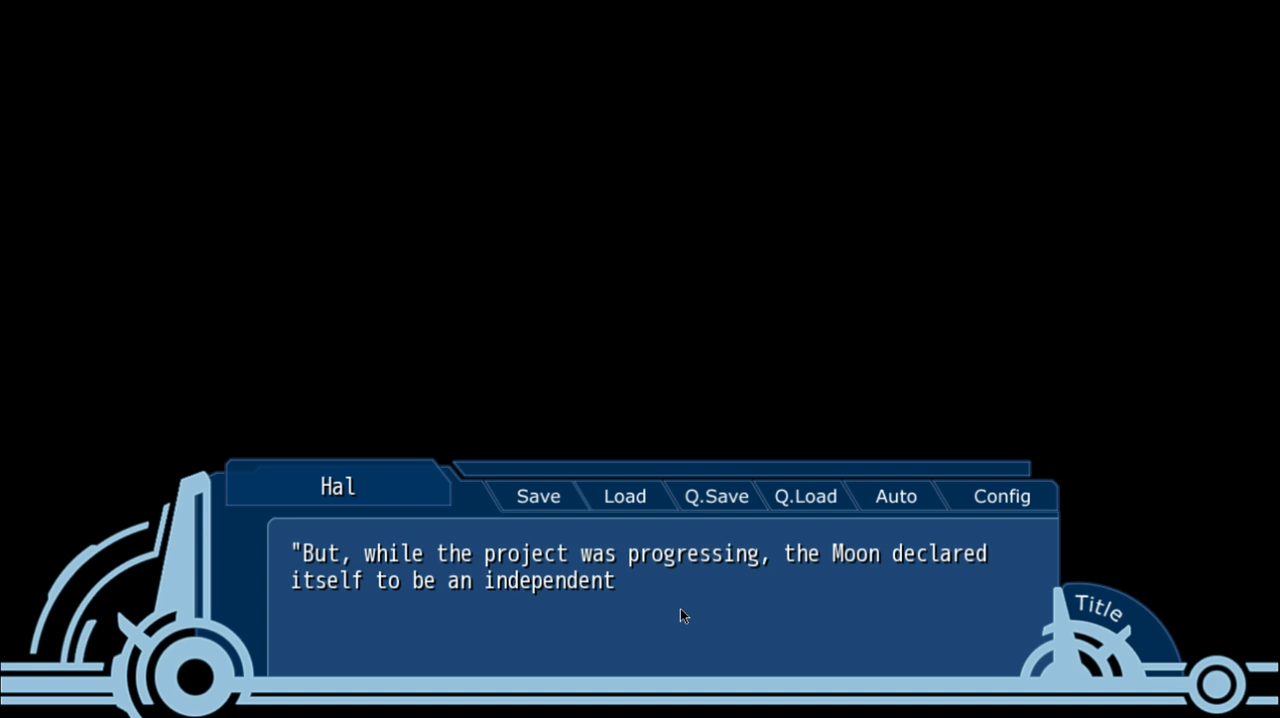 Hal
Save Load Q.Save Q.Load Auto Config
"But, while the project was progressing, the Moon declared
itself to be an independent
Title